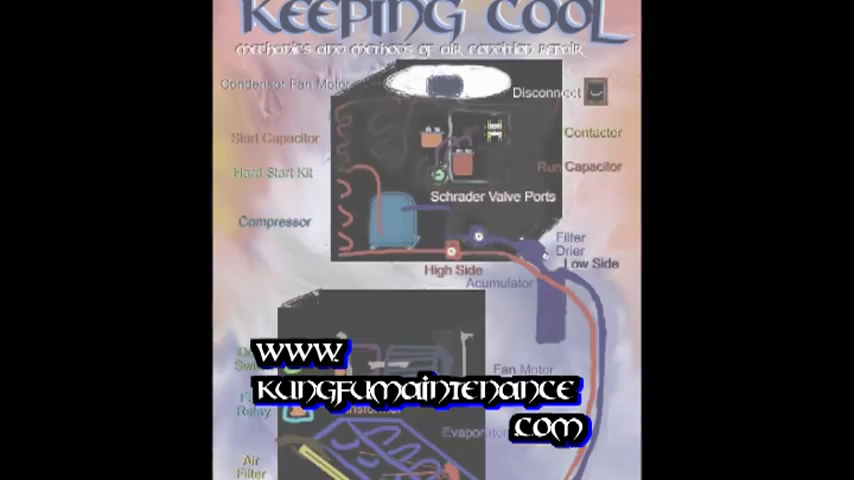 KEEPING COOL
mechanics and methods of air condition repair
Condensor Fan Motor
Disconnect
Start Capacitor
Contactor
Hard Start Kit
Run Capacitor
Schrader Valve Ports
Compressor
Filter
Drier
Low Side
High Side
Acumulator
www.
Fan Motor
kungfumaintenance
Relay
.com
Air
Filter